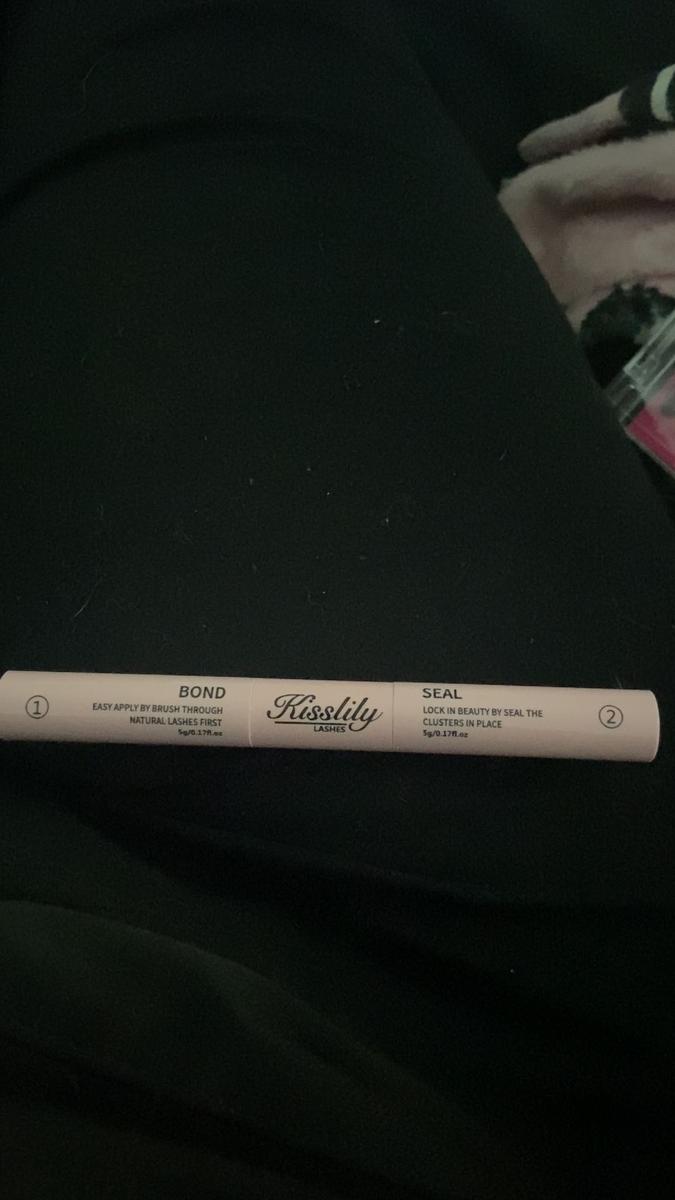 ①
BOND
EASY APPLY BY BRUSH THROUGH
NATURAL LASHES FIRST
5g/0.17fl.oz
Kisslily
LASHES
SEAL
LOCK IN BEAUTY BY SEAL THE
CLUSTERS IN PLACE
5g/0.17fl.oz
②